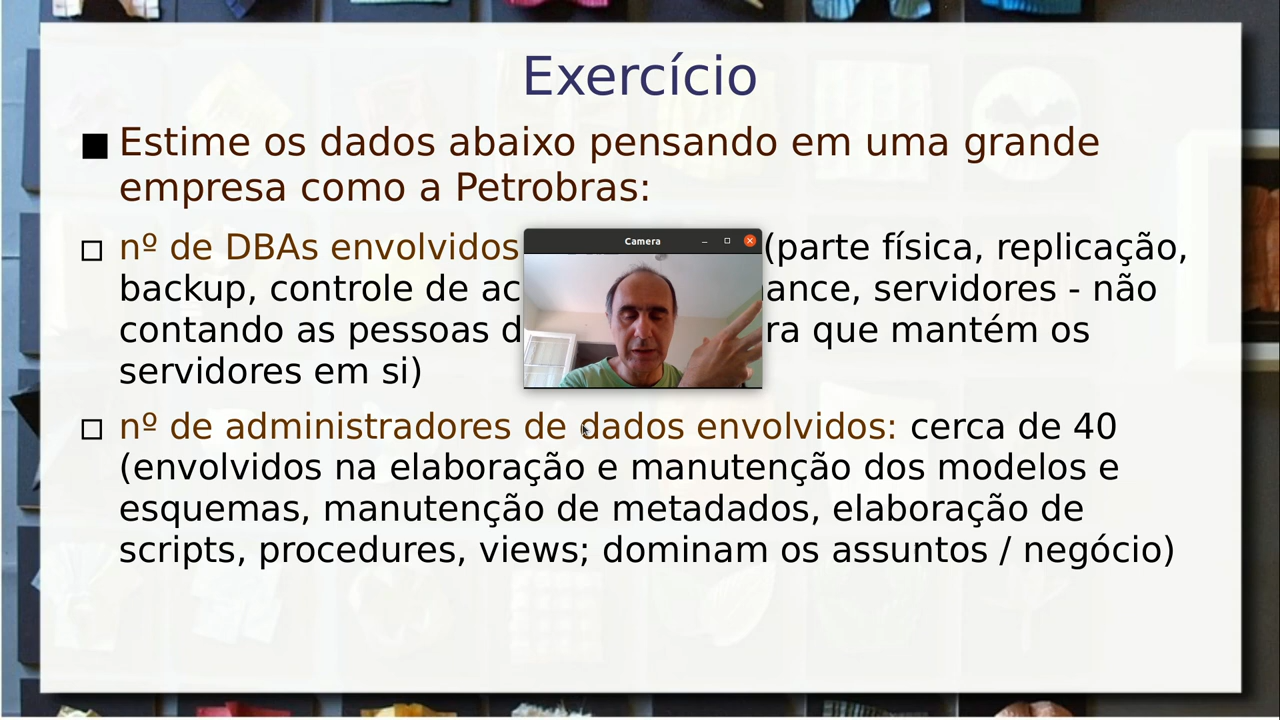 Exercício
Estime os dados abaixo pensando em uma grande
empresa como a Petrobras:
nº de DBAs envolvidos (parte física, replicação,
Camera
backup, controle de ac ance, servidores - não
contando as pessoas d ra que mantém os
servidores em si)
nº de administradores de dados envolvidos: cerca de 40
(envolvidos na elaboração e manutenção dos modelos e
esquemas, manutenção de metadados, elaboração de
scripts, procedures, views; dominam os assuntos / negócio)